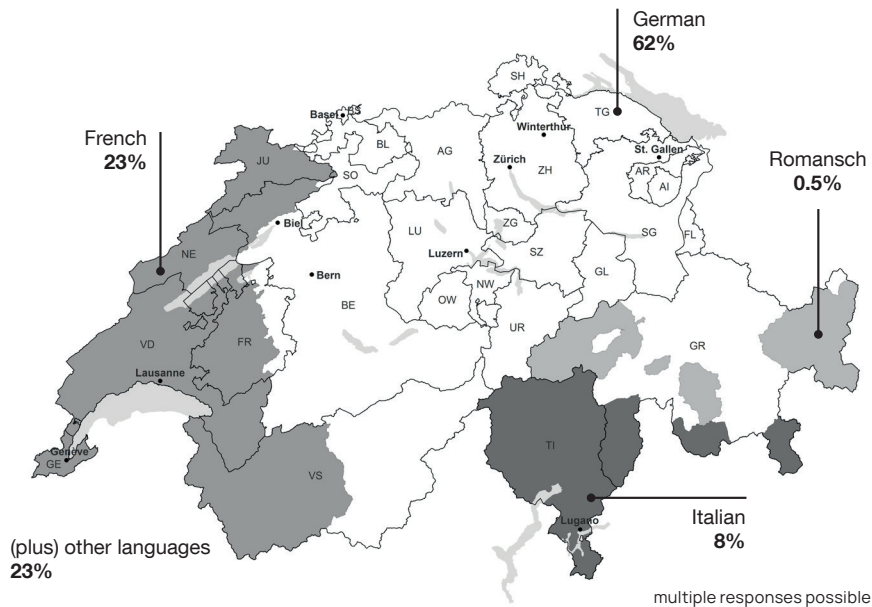 German
62%
SH
BS
Basel
TG
French
23%
Winterthur
BL
AG
St. Gallen
Romansch
0.5%
JU
SO
Zürich
ZH
AR
AI
Biel
ZG
LU
SG
FL
NE
Luzern
SZ
Bern
GL
NW
OW
BE
UR
VD
FR
GR
Lausanne
Genève
GE
TI
VS
Lugano
Italian
8%
(plus) other languages
23%
multiple responses possible